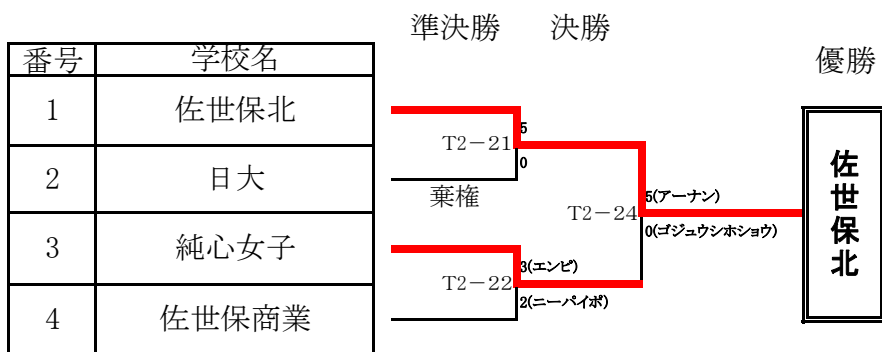 準決勝 決勝
優勝
番号 学校名
1 佐世保北
2 日大
3 純心女子
4 佐世保商業
T2－21
5
0
棄権
T2－22
3(エンピ)
2(ニーパイポ)
T2－24
5(アーナン)
0(ゴジュウシホショウ)
佐世保北